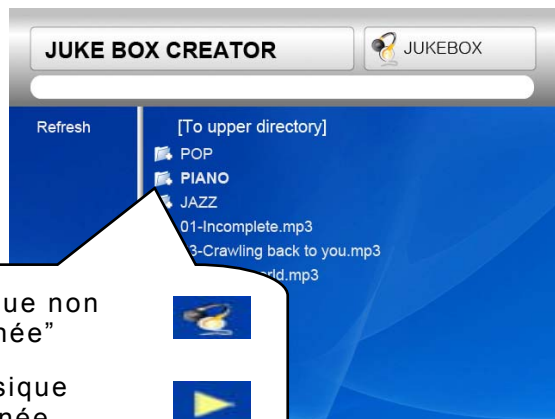 JUKE BOX CREATOR
JUKEBOX
Refresh
[To upper directory]
POP
PIANO
JAZZ
01-Incomplete.mp3
3-Crawling back to you.mp3
rld.mp3
ue non
née”
sique
née